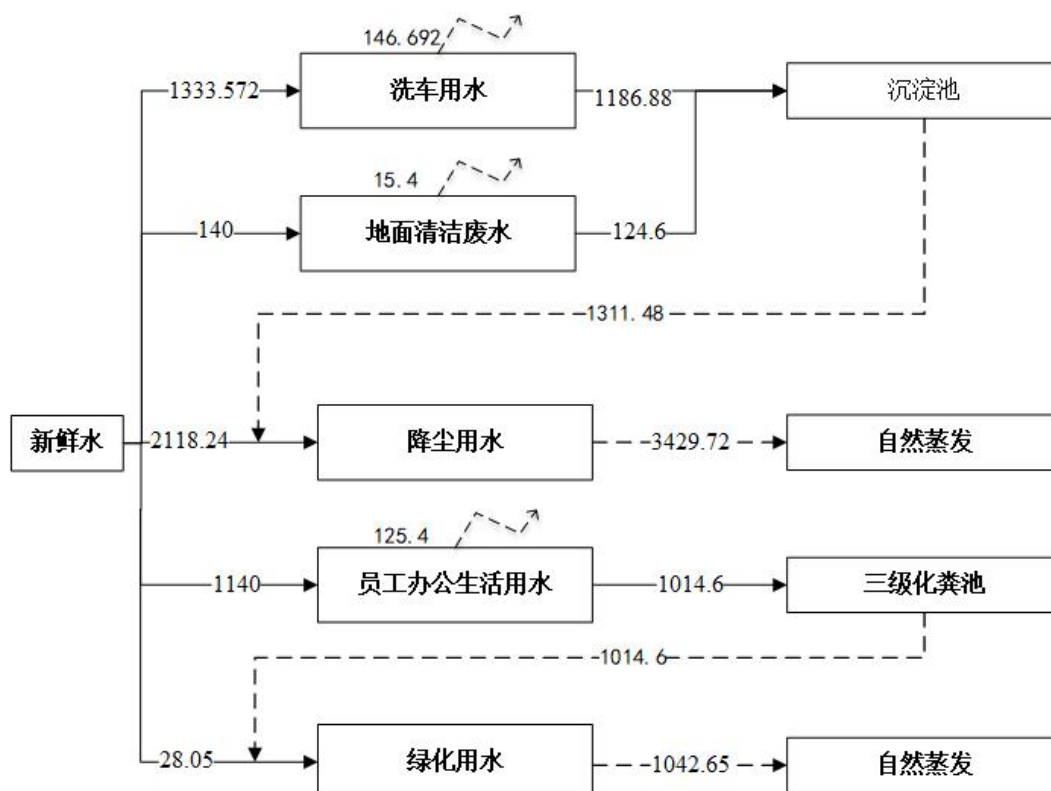 146.692
1333.572
洗车用水
1186.88
沉淀池
15.4
140
地面清洁废水
124.6
1311.48
新鲜水
2118.24
降尘用水
3429.72
自然蒸发
125.4
1140
员工办公生活用水
1014.6
三级化粪池
1014.6
28.05
绿化用水
1042.65
自然蒸发